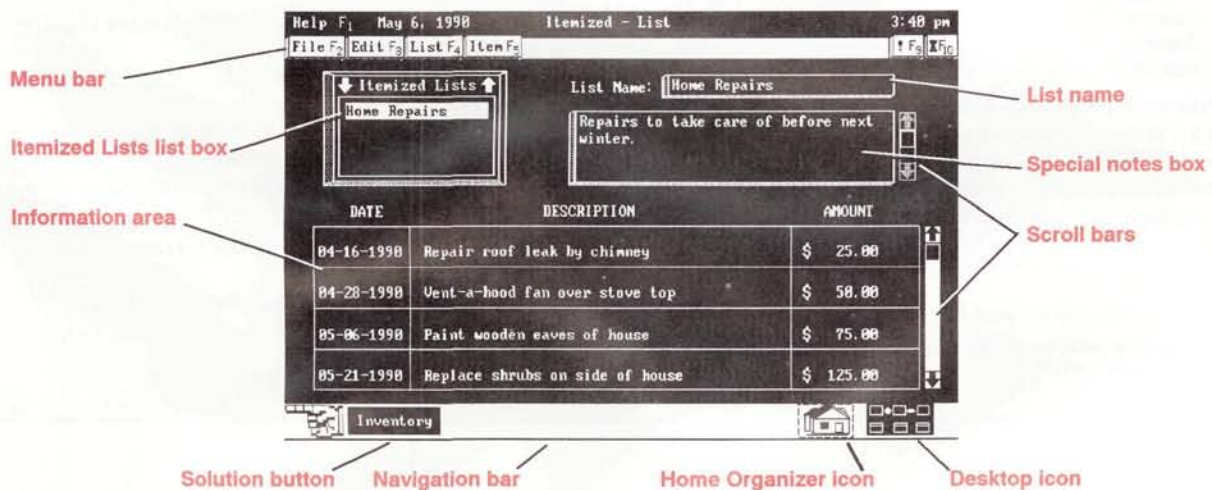 Help F1 May 6, 1990 Itemized - List 3:40 pm
File F2 Edit F3 List F4 Item F5 ! F9 F10
Menu bar
Itemized Lists
List Name: Home Repairs
List name
Home Repairs
Repairs to take care of before next
winter.
Itemized Lists list box
Special notes box
Information area
DATE DESCRIPTION AMOUNT
Scroll bars
04-16-1990 Repair roof leak by chimney $ 25.00
04-28-1990 Vent-a-hood fan over stove top $ 50.00
05-06-1990 Paint wooden eaves of house $ 75.00
05-21-1990 Replace shrubs on side of house $ 125.00
Inventory
Solution button Navigation bar Home Organizer icon Desktop icon